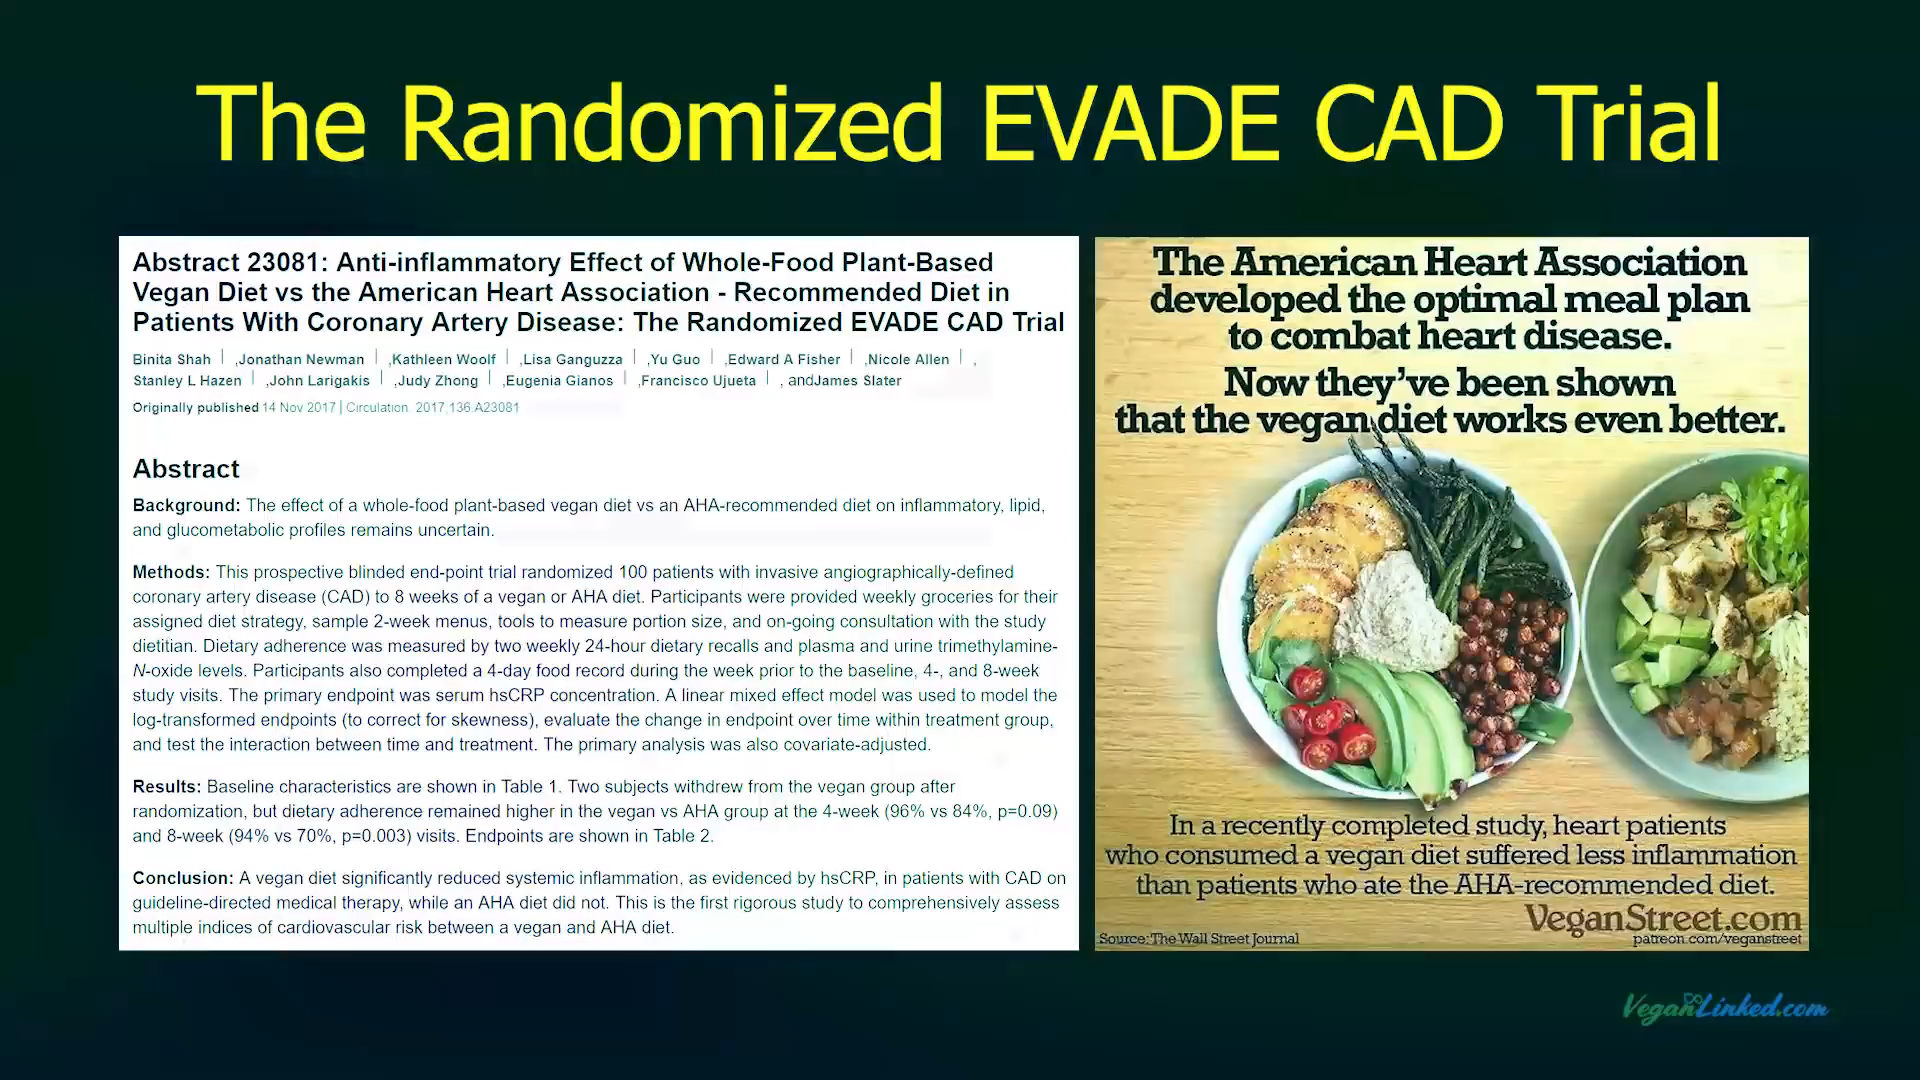 The Randomized EVADE CAD Trial
Abstract 23081: Anti-inflammatory Effect of Whole-Food Plant-Based
Vegan Diet vs the American Heart Association - Recommended Diet in
Patients With Coronary Artery Disease: The Randomized EVADE CAD Trial
Binita Shah | ,Jonathan Newman | ,Kathleen Woolf | ,Lisa Ganguzza | ,Yu Guo | ,Edward A Fisher | ,Nicole Allen | ,
Stanley L Hazen | ,John Larigakis | ,Judy Zhong | ,Eugenia Gianos | ,Francisco Ujueta | , andJames Slater
Originally published 14 Nov 2017 | Circulation. 2017;136:A23081
Abstract
Background: The effect of a whole-food plant-based vegan diet vs an AHA-recommended diet on inflammatory, lipid,
and glucometabolic profiles remains uncertain.
Methods: This prospective blinded end-point trial randomized 100 patients with invasive angiographically-defined
coronary artery disease (CAD) to 8 weeks of a vegan or AHA diet. Participants were provided weekly groceries for their
assigned diet strategy, sample 2-week menus, tools to measure portion size, and on-going consultation with the study
dietitian. Dietary adherence was measured by two weekly 24-hour dietary recalls and plasma and urine trimethylamine-
N-oxide levels. Participants also completed a 4-day food record during the week prior to the baseline, 4-, and 8-week
study visits. The primary endpoint was serum hsCRP concentration. A linear mixed effect model was used to model the
log-transformed endpoints (to correct for skewness), evaluate the change in endpoint over time within treatment group,
and test the interaction between time and treatment. The primary analysis was also covariate-adjusted.
Results: Baseline characteristics are shown in Table 1. Two subjects withdrew from the vegan group after
randomization, but dietary adherence remained higher in the vegan vs AHA group at the 4-week (96% vs 84%, p=0.09)
and 8-week (94% vs 70%, p=0.003) visits. Endpoints are shown in Table 2.
Conclusion: A vegan diet significantly reduced systemic inflammation, as evidenced by hsCRP, in patients with CAD on
guideline-directed medical therapy, while an AHA diet did not. This is the first rigorous study to comprehensively assess
multiple indices of cardiovascular risk between a vegan and AHA diet.
The American Heart Association
developed the optimal meal plan
to combat heart disease.
Now they've been shown
that the vegan diet works even better.
In a recently completed study, heart patients
who consumed a vegan diet suffered less inflammation
than patients who ate the AHA-recommended diet.
VeganStreet.com
Source: The Wall Street Journal
patreon.com/veganstreet
VeganLinked.com